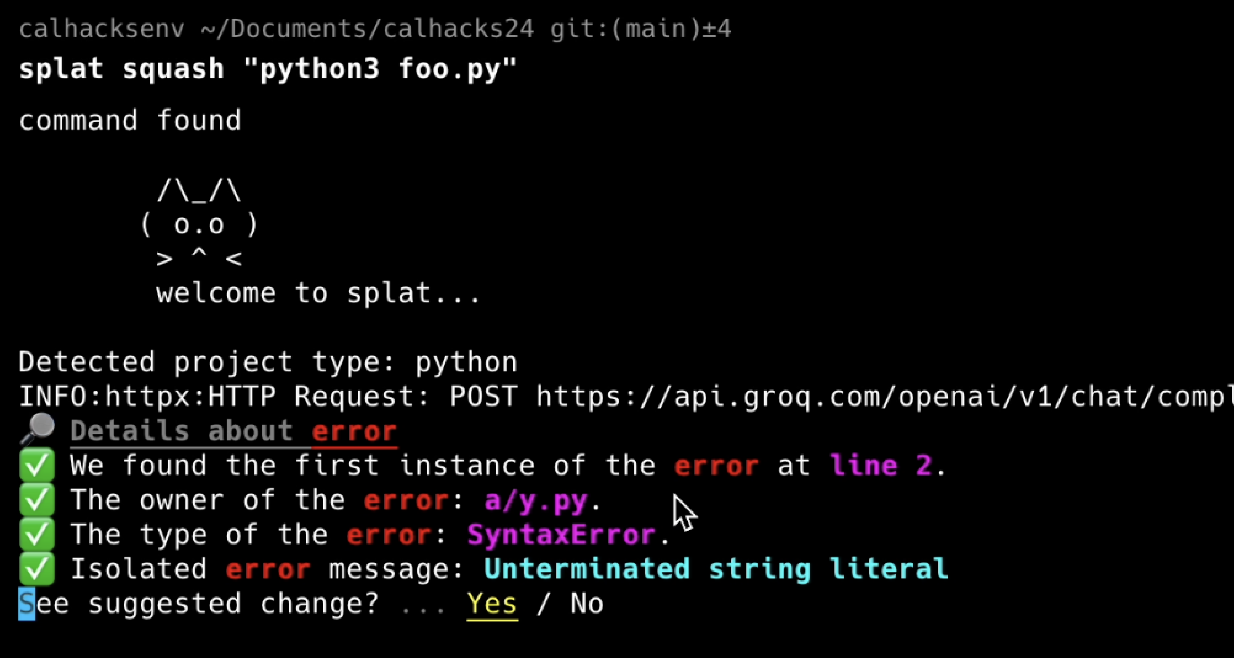 calhacksenv ~/Documents/calhacks24 git:(main)±4
splat squash "python3 foo.py"
command found
/\_/\
( o.o )
> ^ <
welcome to splat...
Detected project type: python
INFO:httpx:HTTP Request: POST https://api.groq.com/openai/v1/chat/compl
🔎 Details about error
✅ We found the first instance of the error at line 2.
✅ The owner of the error: a/y.py.
✅ The type of the error: SyntaxError.
✅ Isolated error message: Unterminated string literal
See suggested change? ... Yes / No